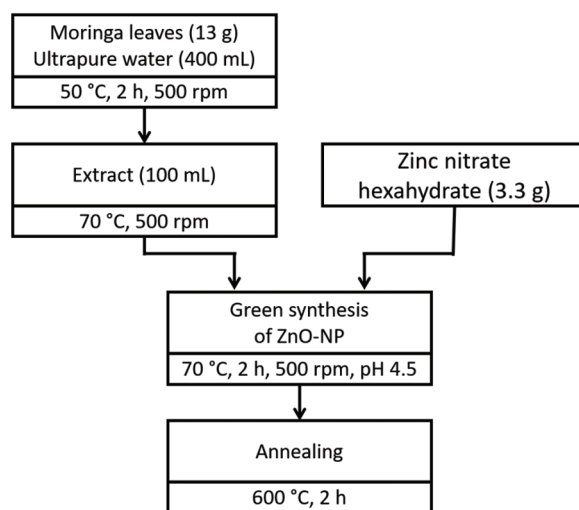 Moringa leaves (13 g)
Ultrapure water (400 mL)
50 °C, 2 h, 500 rpm
Extract (100 mL)
70 °C, 500 rpm
Zinc nitrate
hexahydrate (3.3 g)
Green synthesis
of ZnO-NP
70 °C, 2 h, 500 rpm, pH 4.5
Annealing
600 °C, 2 h